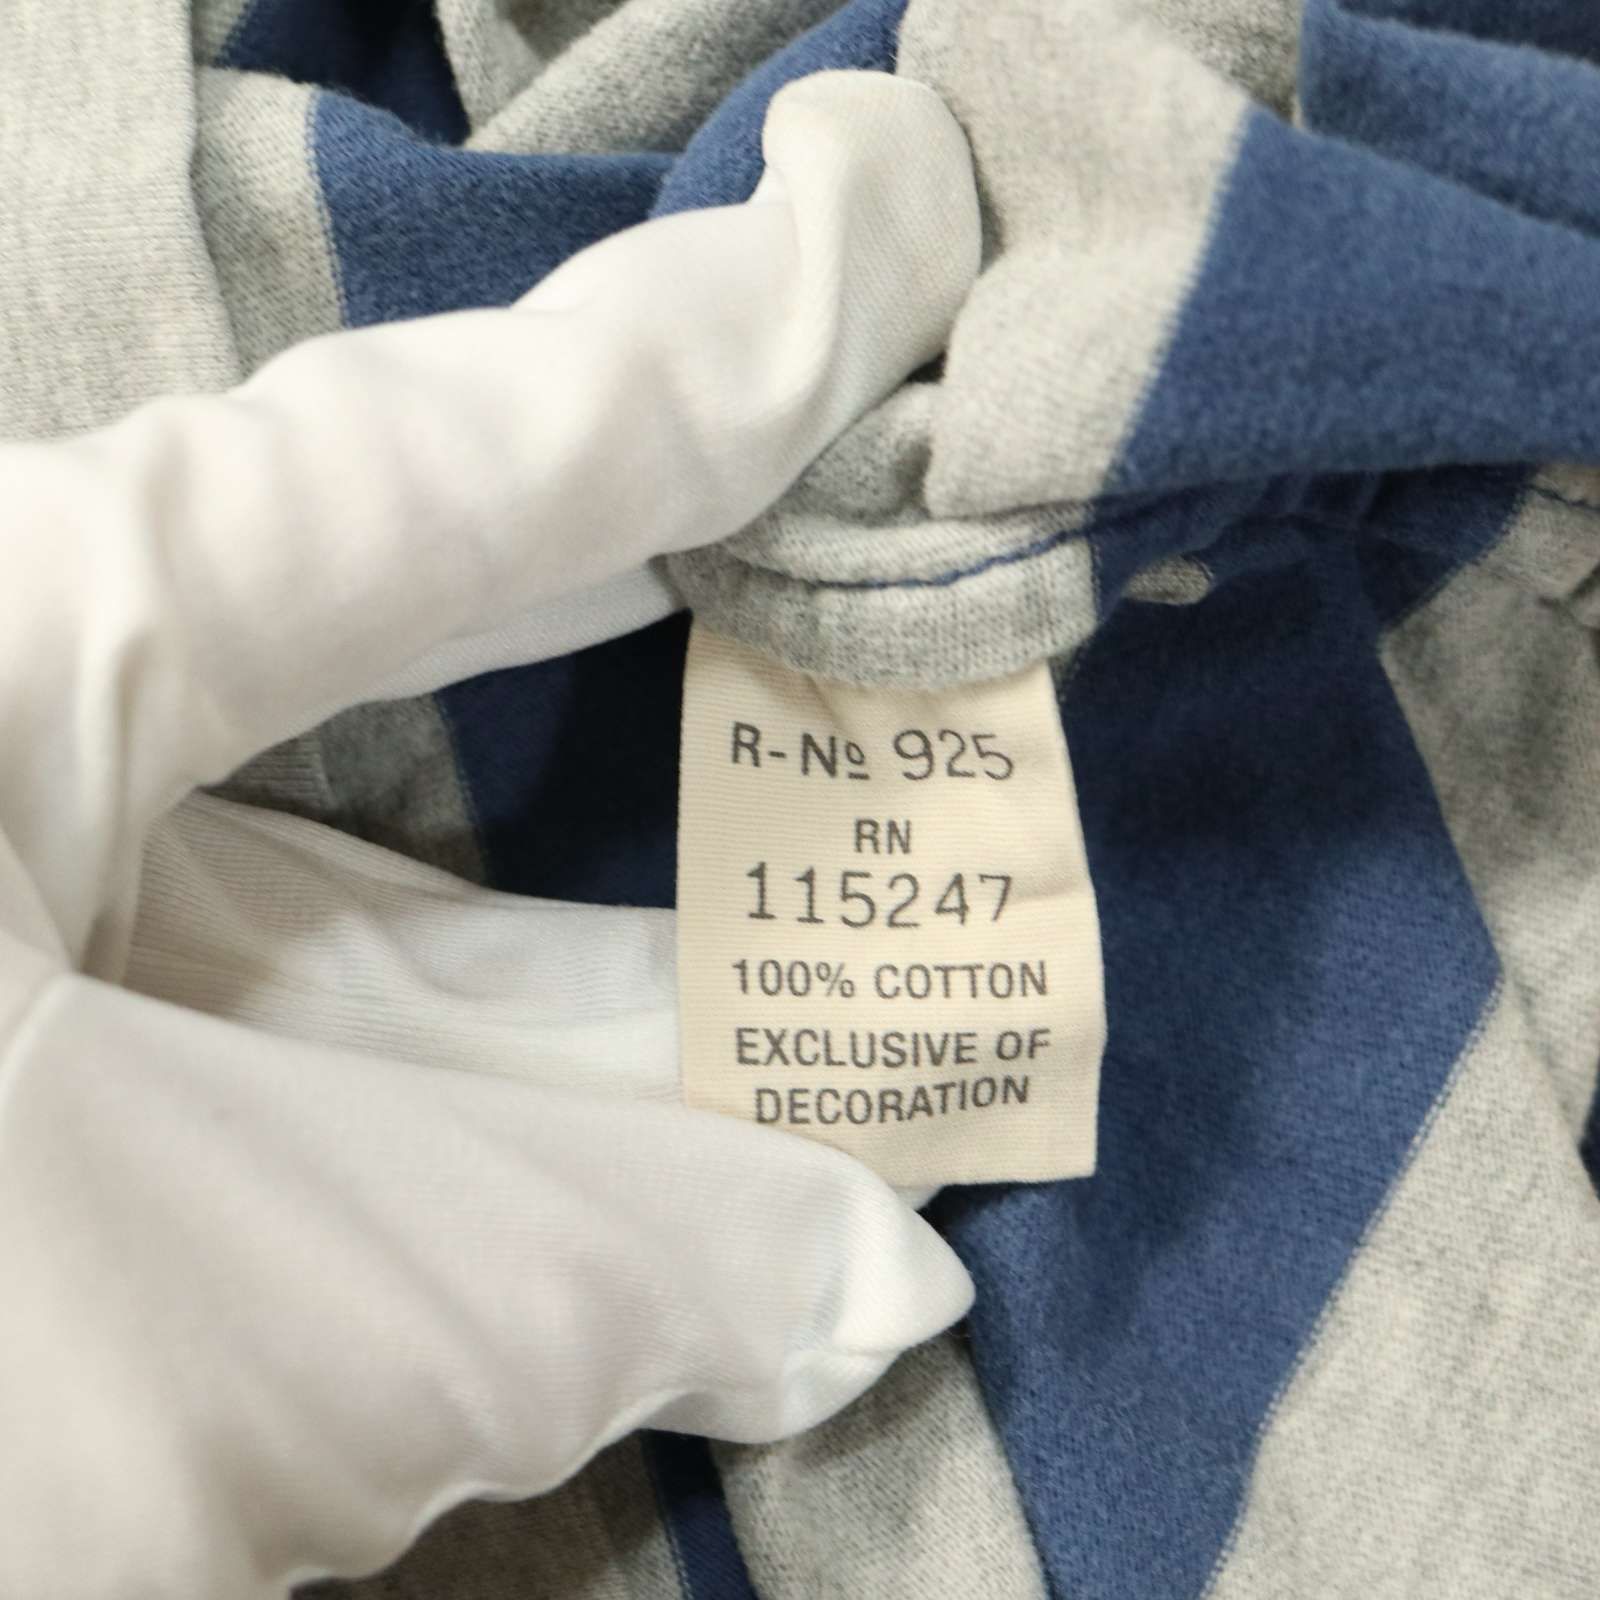 R-Nº 925
RN
115247
100% COTTON
EXCLUSIVE OF
DECORATION